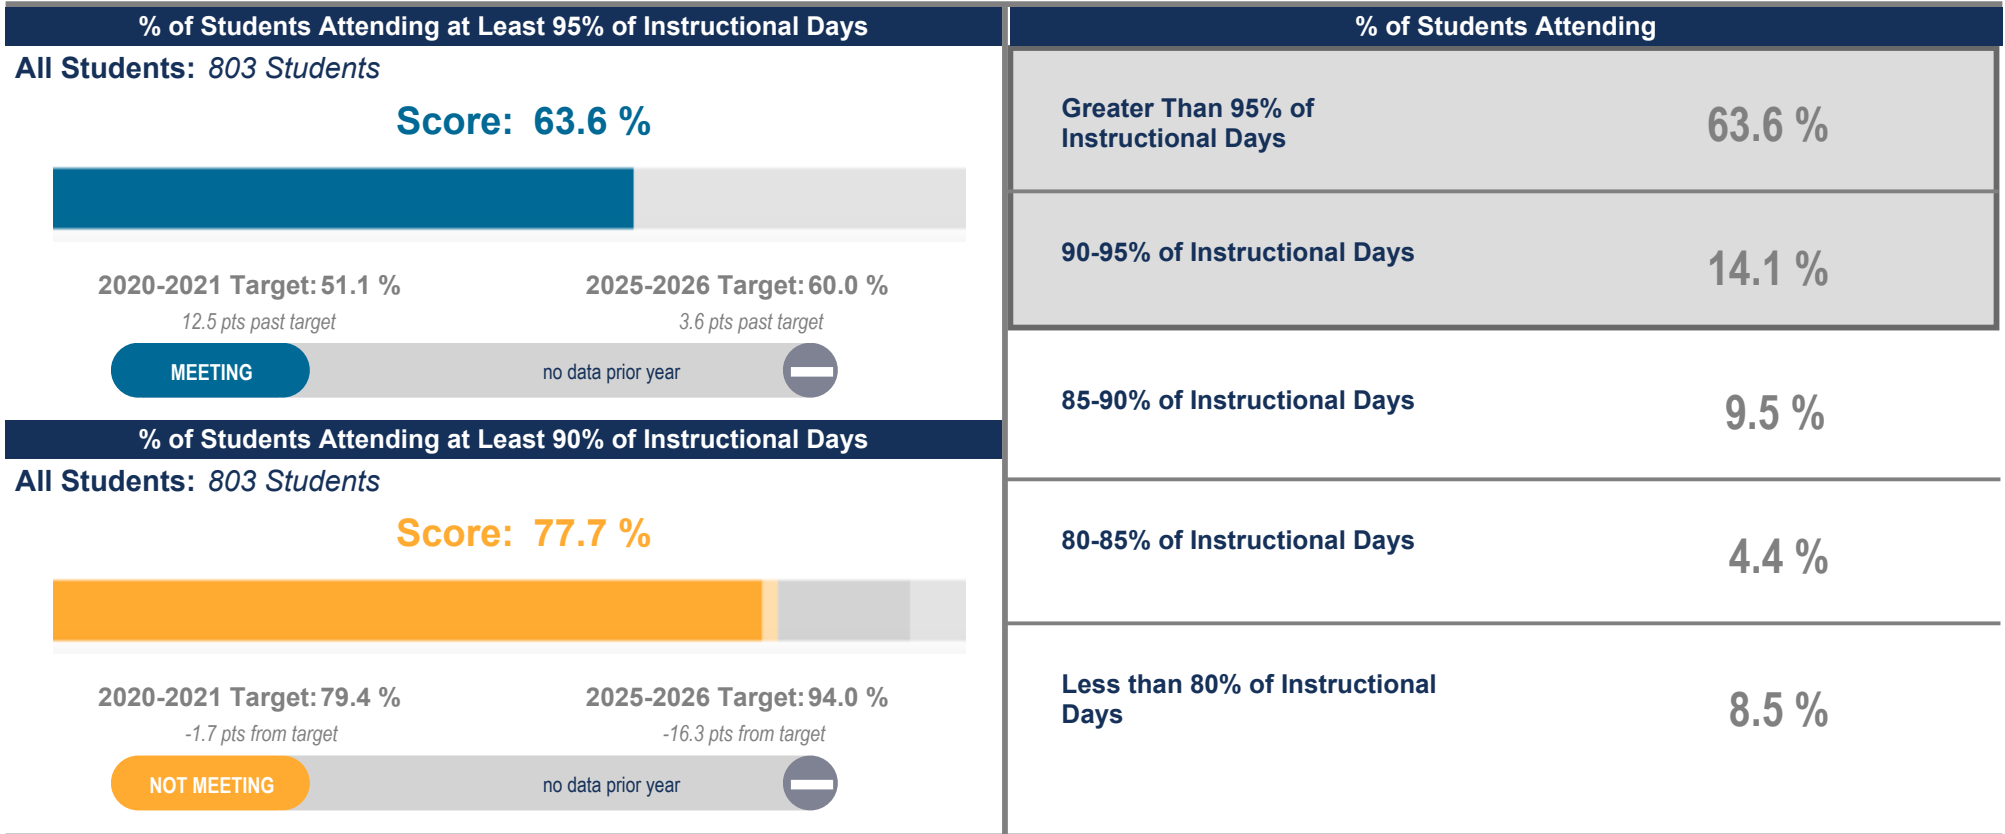 % of Students Attending at Least 95% of Instructional Days
All Students: 803 Students
Score: 63.6 %
2020-2021 Target: 51.1 %
12.5 pts past target
2025-2026 Target: 60.0 %
3.6 pts past target
MEETING
no data prior year
% of Students Attending at Least 90% of Instructional Days
All Students: 803 Students
Score: 77.7 %
2020-2021 Target: 79.4 %
-1.7 pts from target
2025-2026 Target: 94.0 %
-16.3 pts from target
NOT MEETING
no data prior year
% of Students Attending
Greater Than 95% of
Instructional Days
63.6 %
90-95% of Instructional Days
14.1 %
85-90% of Instructional Days
9.5 %
80-85% of Instructional Days
4.4 %
Less than 80% of Instructional
Days
8.5 %